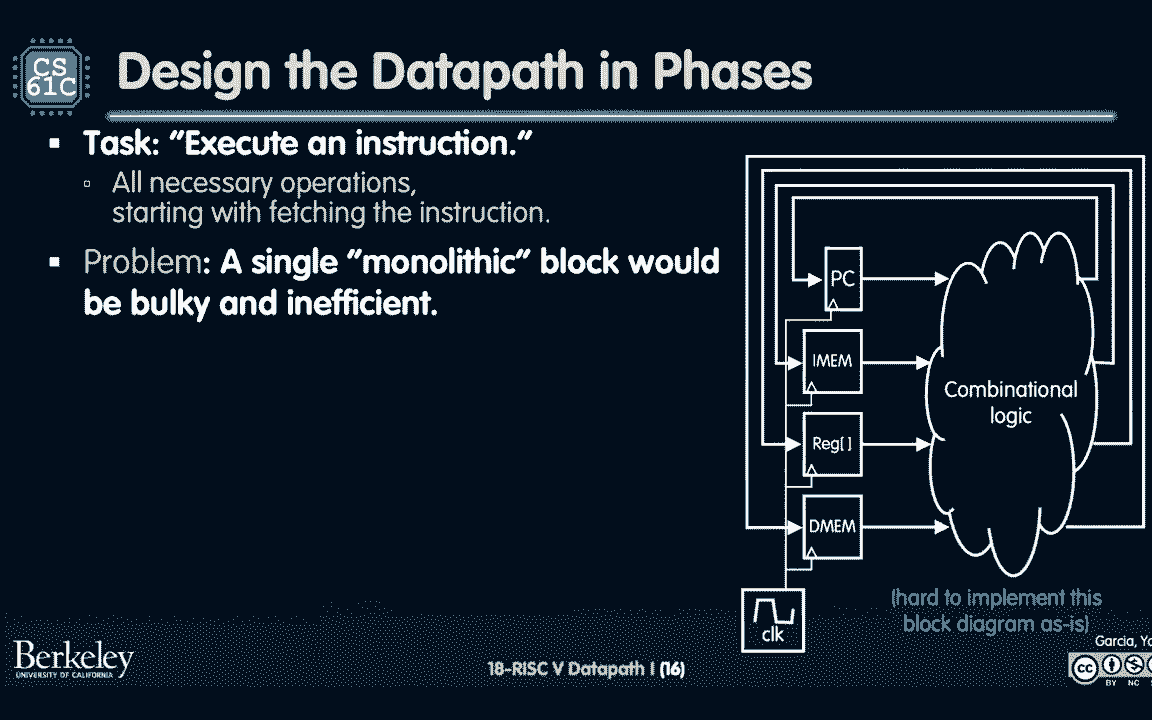 CS
61C
Design the Datapath in Phases
Task: "Execute an instruction."
All necessary operations,
starting with fetching the instruction.
Problem: A single "monolithic" block would
be bulky and inefficient.
PC
IMEM
Reg[ ]
DMEM
clk
Combinational
logic
(hard to implement this
block diagram as-is)
Berkeley
UNIVERSITY OF CALIFORNIA
18-RISC V Datapath I (16)
Garcia,
cc
BY NC